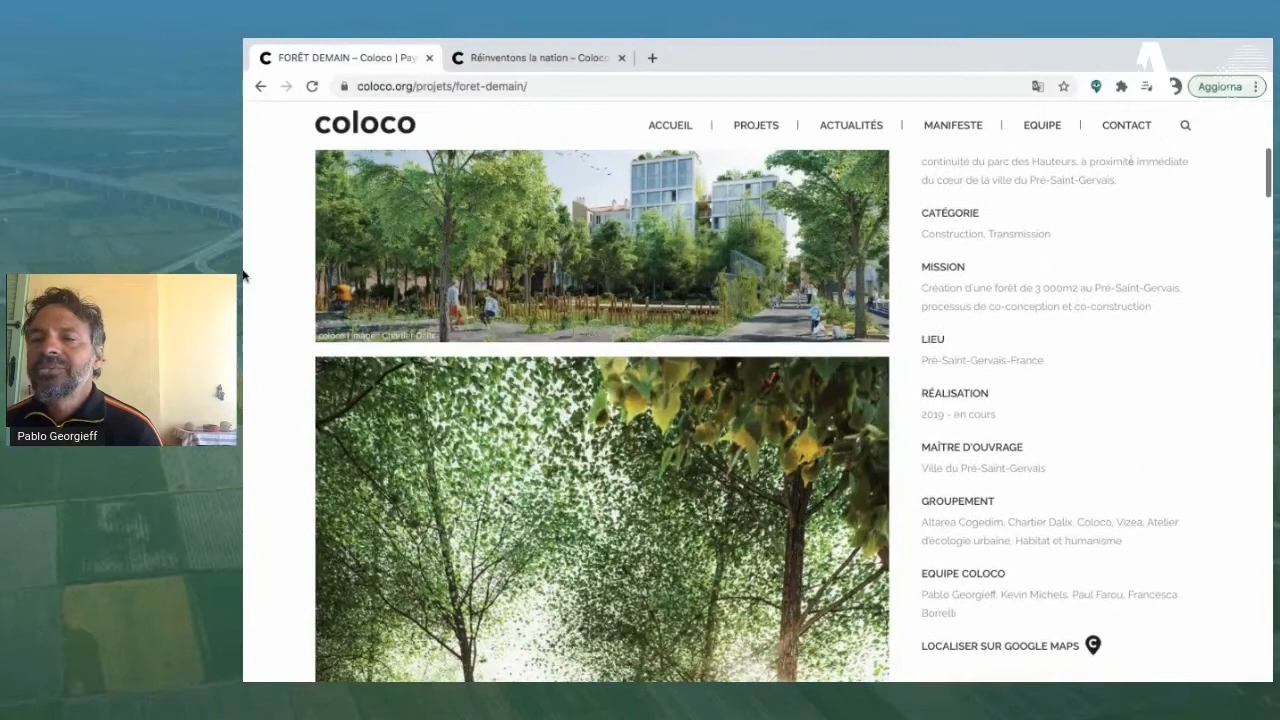 FORÊT DEMAIN – Coloco | Pay
Réinventons la nation – Coloco
coloco.org/projets/foret-demain/
Aggiorna
coloco
ACCUEIL | PROJETS | ACTUALITÉS | MANIFESTE | EQUIPE | CONTACT
continuité du parc des Hauteurs, à proximité immédiate
du cœur de la ville du Pré-Saint-Gervais.
CATÉGORIE
Construction, Transmission
MISSION
Création d'une forêt de 3 000m2 au Pré-Saint-Gervais,
processus de co-conception et co-construction
LIEU
Pré-Saint-Gervais-France
RÉALISATION
2019 - en cours
MAÎTRE D'OUVRAGE
Ville du Pré-Saint-Gervais
GROUPEMENT
Altarea Cogedim, Chartier Dalix, Coloco, Vizea, Atelier
d'écologie urbaine, Habitat et humanisme
EQUIPE COLOCO
Pablo Georgieff, Kevin Michels, Paul Farou, Francesca
Borrelli
LOCALISER SUR GOOGLE MAPS
coloco | image : Chartier-Dalix
Pablo Georgieff